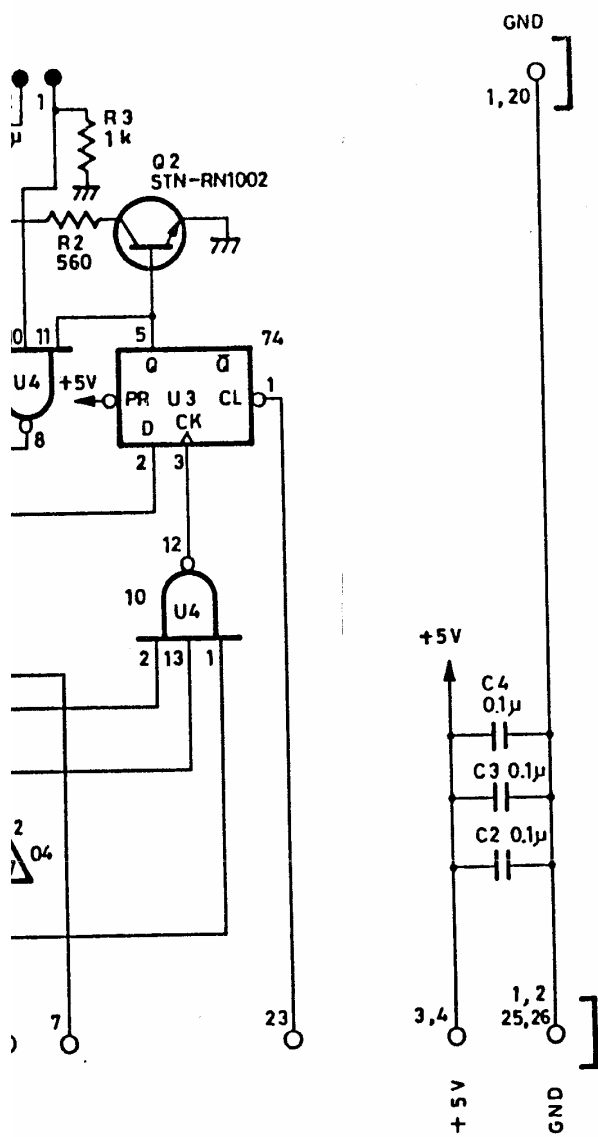 GND
1,20
1
R3
1k
μ
Q2
STN-RN1002
R2
560
11
5
74
Q
Q̅
U4
+5V
PR
U3
CL
1
D
CK
8
2
3
12
10
U4
2
13
1
+5V
C4
0.1μ
C3 0.1μ
C2 0.1μ
2
04
7
23
3,4
1,2
25,26
+5V
GND